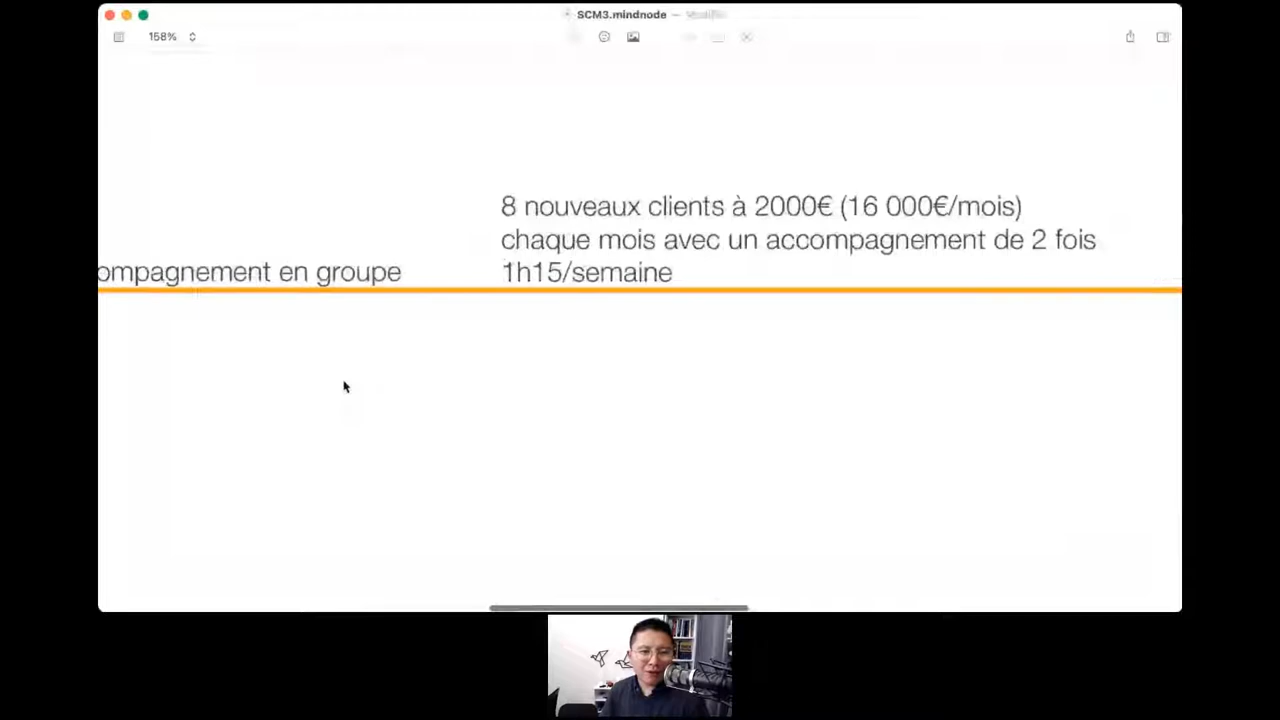 SCM3.mindnode —
158%
8 nouveaux clients à 2000€ (16 000€/mois)
chaque mois avec un accompagnement de 2 fois
ompagnement en groupe
1h15/semaine